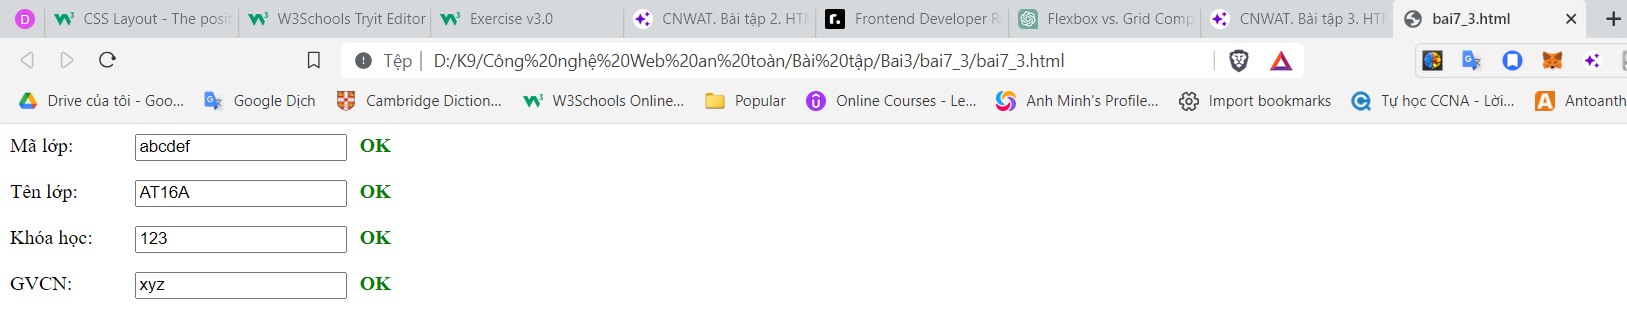 D CSS Layout - The posit W3Schools Tryit Editor Exercise v3.0 CNWAT. Bài tập 2. HTM Frontend Developer Ro Flexbox vs. Grid Comp CNWAT. Bài tập 3. HTM bai7_3.html
Tệp D:/K9/Công%20nghệ%20Web%20an%20toàn/Bài%20tập/Bai3/bai7_3/bai7_3.html
Drive của tôi - Goo... Google Dịch Cambridge Diction... W3Schools Online... Popular Online Courses - Le... Anh Minh's Profile... Import bookmarks Tự học CCNA - Lời... Antoanth
Mã lớp: abcdef OK
Tên lớp: AT16A OK
Khóa học: 123 OK
GVCN: xyz OK